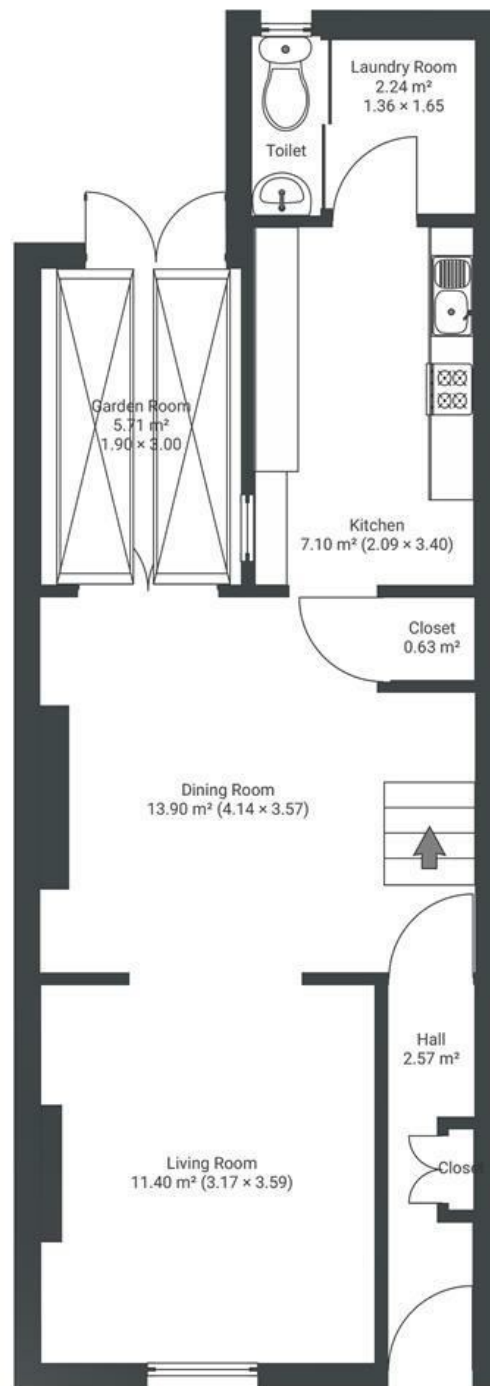 Laundry Room
2.24 m²
1.36 × 1.65
Toilet
Garden Room
5.71 m²
1.90 × 3.00
Kitchen
7.10 m² (2.09 × 3.40)
Closet
0.63 m²
Dining Room
13.90 m² (4.14 × 3.57)
Hall
2.57 m²
Living Room
11.40 m² (3.17 × 3.59)
Closet